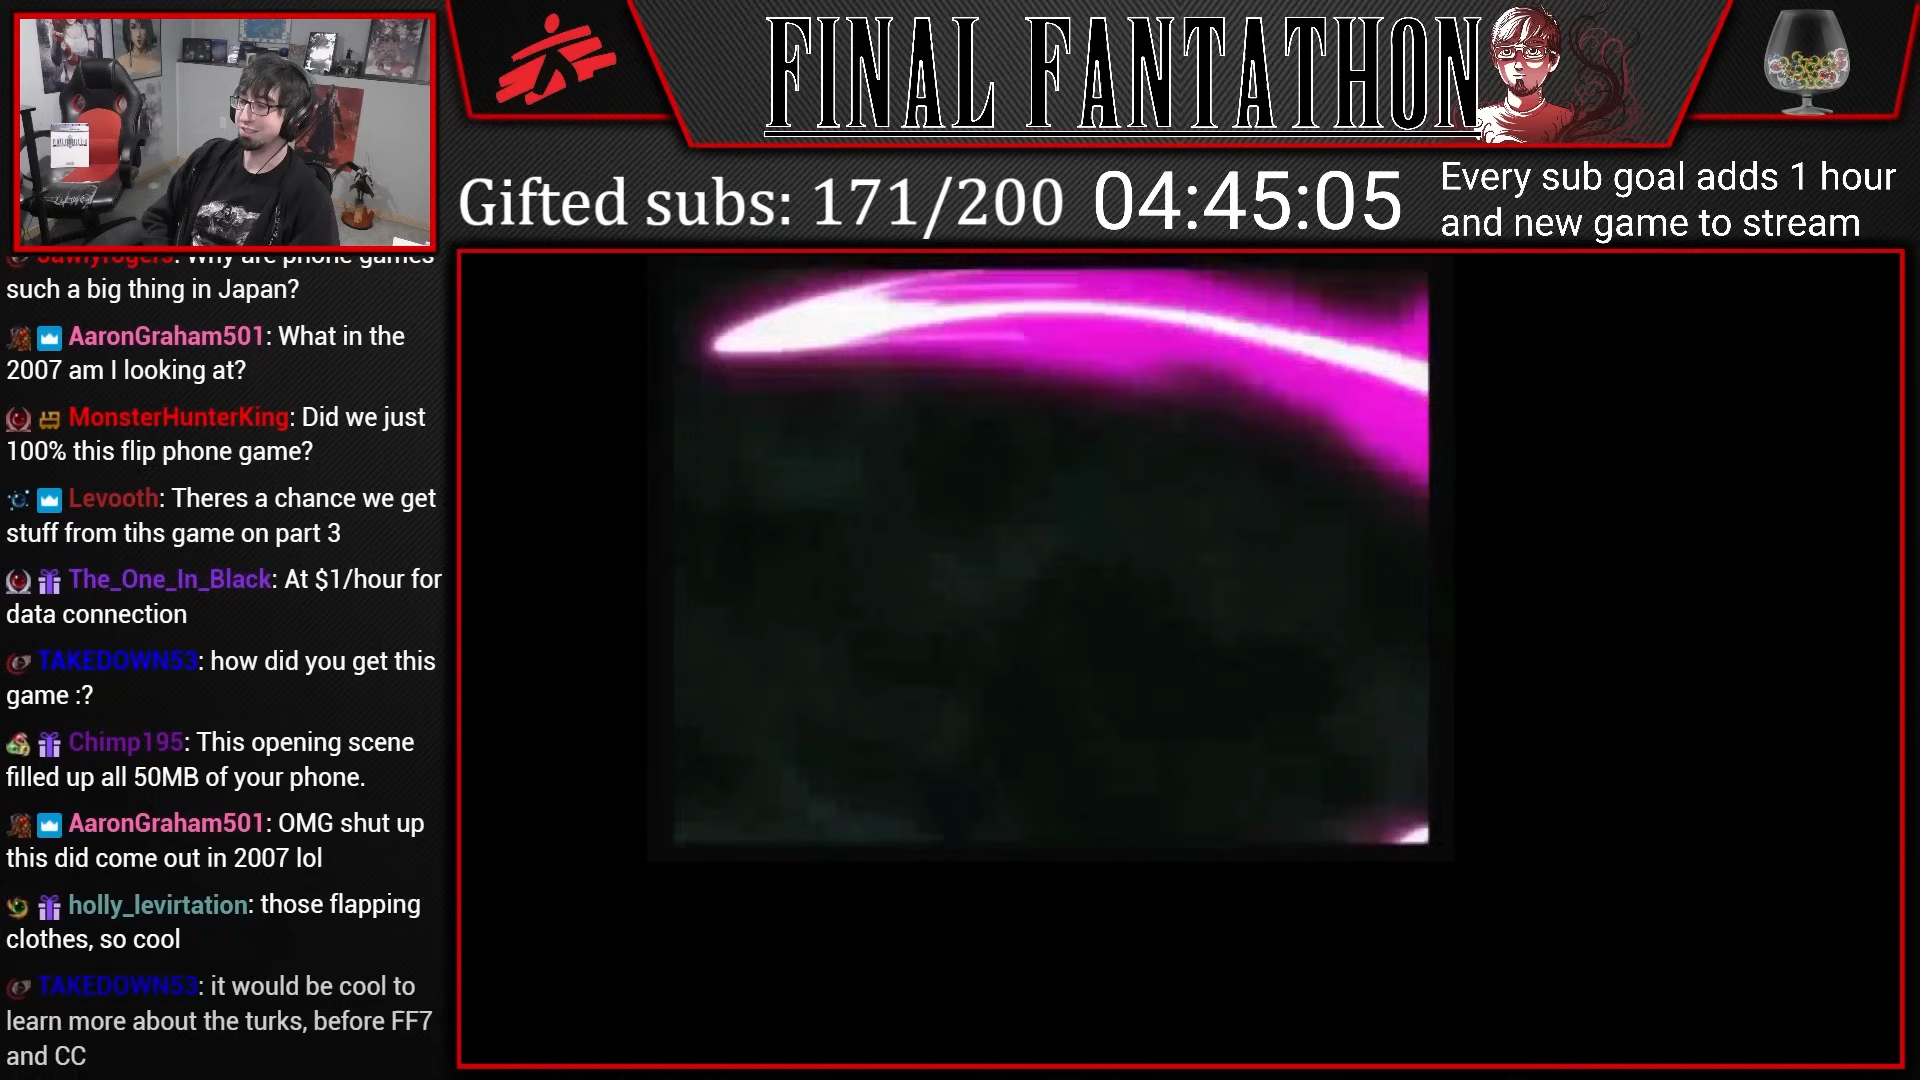 FINAL FANTATHON
Gifted subs: 171/200
04:45:05
Every sub goal adds 1 hour
and new game to stream
Jawfyrogers: Why are phone games
such a big thing in Japan?
AaronGraham501: What in the
2007 am I looking at?
MonsterHunterKing: Did we just
100% this flip phone game?
Levooth: Theres a chance we get
stuff from tihs game on part 3
The_One_In_Black: At $1/hour for
data connection
TAKEDOWN53: how did you get this
game :?
Chimp195: This opening scene
filled up all 50MB of your phone.
AaronGraham501: OMG shut up
this did come out in 2007 lol
holly_levirtation: those flapping
clothes, so cool
TAKEDOWN53: it would be cool to
learn more about the turks, before FF7
and CC